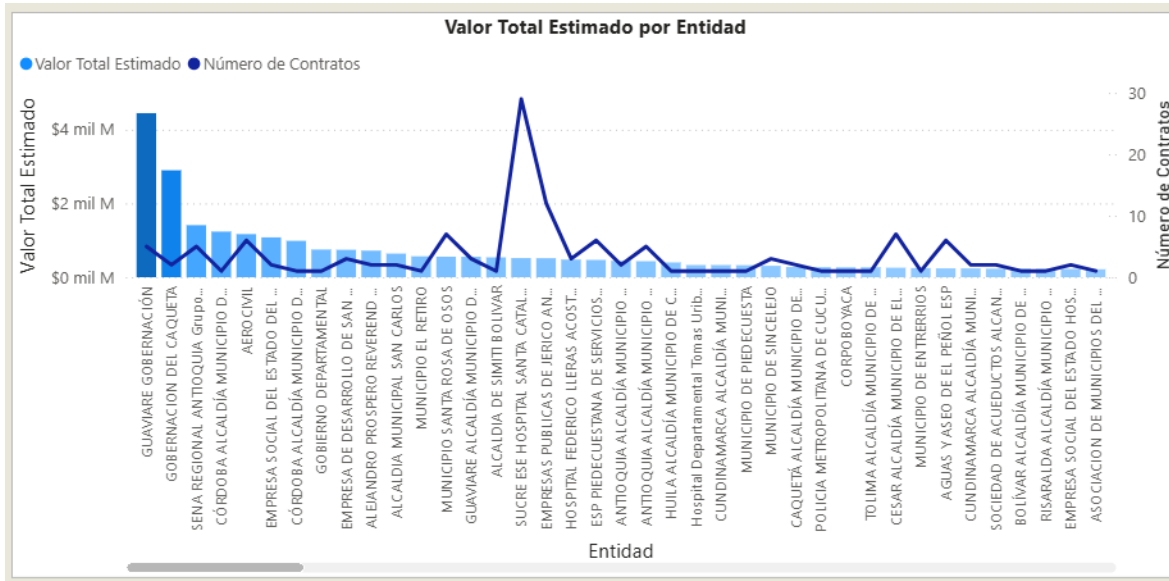 Valor Total Estimado por Entidad
Valor Total Estimado
Número de Contratos
Valor Total Estimado
$4 mil M
$2 mil M
$0 mil M
30
20
10
0
Número de Contratos
GUAVIARE GOBERNACIÓN
GOBERNACION DEL CAQUETA
SENA REGIONAL ANTIOQUIA Grupo...
CÓRDOBA ALCALDÍA MUNICIPIO D...
AEROCIVIL
EMPRESA SOCIAL DEL ESTADO DEL ...
CÓRDOBA ALCALDÍA MUNICIPIO D...
GOBIERNO DEPARTAMENTAL
EMPRESA DE DESARROLLO DE SAN ...
ALEJANDRO PROSPERO REVEREND ...
ALCALDIA MUNICIPAL SAN CARLOS
MUNICIPIO EL RETIRO
MUNICIPIO SANTA ROSA DE OSOS
GUAVIARE ALCALDÍA MUNICIPIO D...
ALCALDIA DE SIMITI BOLIVAR
SUCRE ESE HOSPITAL SANTA CATAL...
EMPRESAS PUBLICAS DE JERICO AN...
HOSPITAL FEDERICO LLERAS ACOST...
ESP PIEDECUESTANA DE SERVICIOS...
ANTIOQUIA ALCALDÍA MUNICIPIO ...
ANTIOQUIA ALCALDÍA MUNICIPIO ...
HUILA ALCALDÍA MUNICIPIO DE C...
Hospital Departamental Tomas Urib...
CUNDINAMARCA ALCALDÍA MUNI...
MUNICIPIO DE PIEDECUESTA
MUNICIPIO DE SINCELEJO
CAQUETÁ ALCALDÍA MUNICIPIO DE...
POLICIA METROPOLITANA DE CUCU...
CORPOBOYACA
TOLIMA ALCALDÍA MUNICIPIO DE ...
CESAR ALCALDÍA MUNICIPIO DE EL...
MUNICIPIO DE ENTRERRIOS
AGUAS Y ASEO DE EL PEÑOL ESP
CUNDINAMARCA ALCALDÍA MUNI...
SOCIEDAD DE ACUEDUCTOS ALCAN...
BOLÍVAR ALCALDÍA MUNICIPIO DE ...
RISARALDA ALCALDÍA MUNICIPIO ...
EMPRESA SOCIAL DEL ESTADO HOS...
ASOCIACION DE MUNICIPIOS DEL ...
Entidad